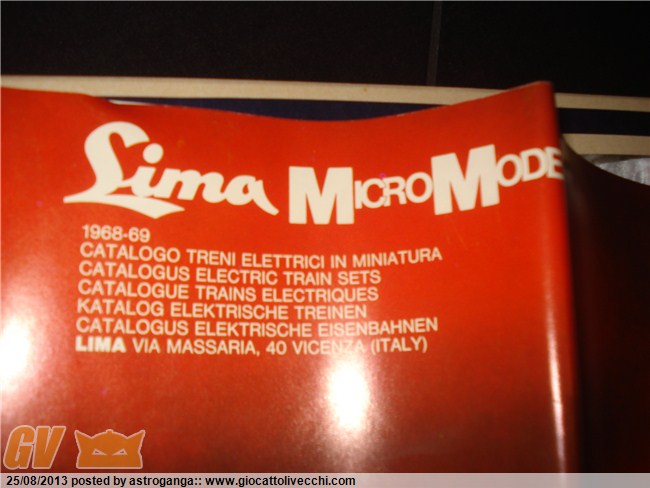 Lima MICROMODE
1968-69
CATALOGO TRENI ELETTRICI IN MINIATURA
CATALOGUS ELECTRIC TRAIN SETS
CATALOGUE TRAINS ELECTRIQUES
KATALOG ELEKTRISCHE TREINEN
CATALOGUS ELEKTRISCHE EISENBAHNEN
LIMA VIA MASSARIA, 40 VICENZA (ITALY)
GV
25/08/2013 posted by astroganga:: www.giocattolivecchi.com